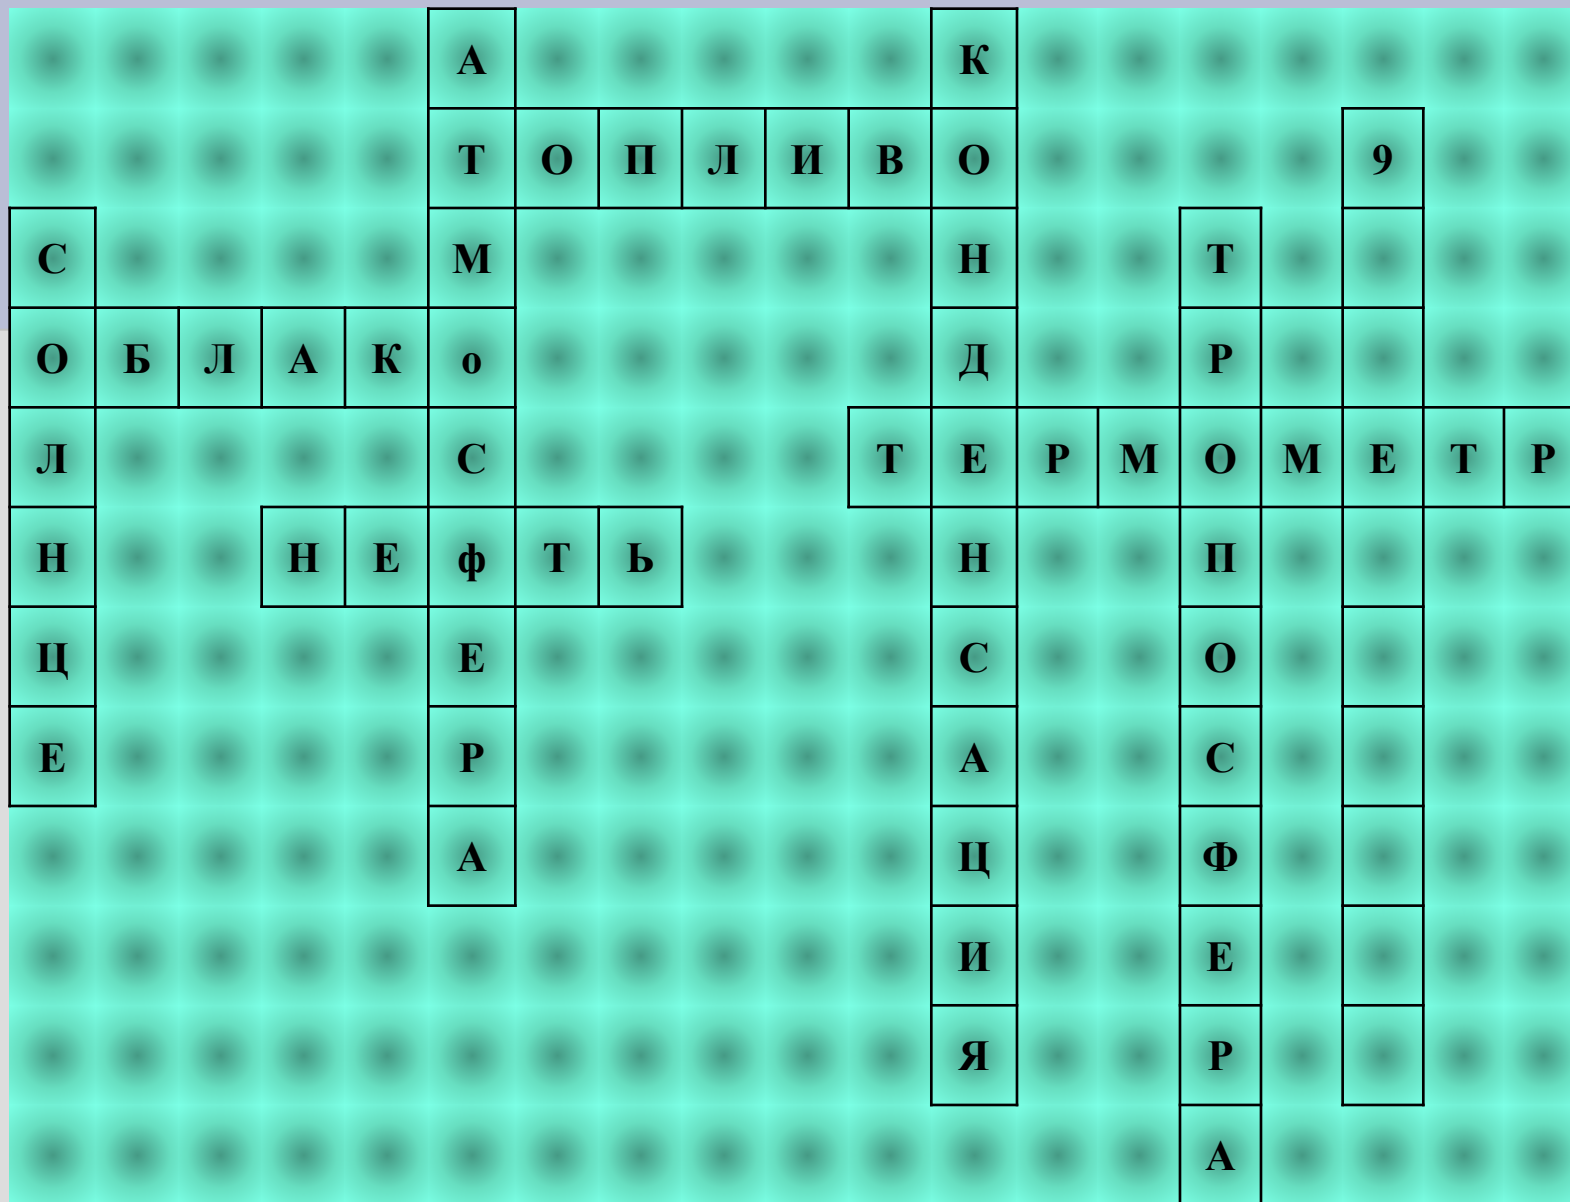 А К
Т О П Л И В О 9
С М Н Т
О Б Л А К о Д Р
Л С Т Е Р М О М Е Т Р
Н Н Е ф Т Ь Н П
Ц Е С О
Е Р А С
А Ц Ф
И Е
Я Р
А